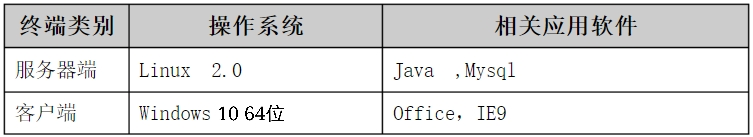 终端类别 操作系统 相关应用软件
服务器端 Linux 2.0 Java ,Mysql
客户端 Windows 10 64位 Office，IE9